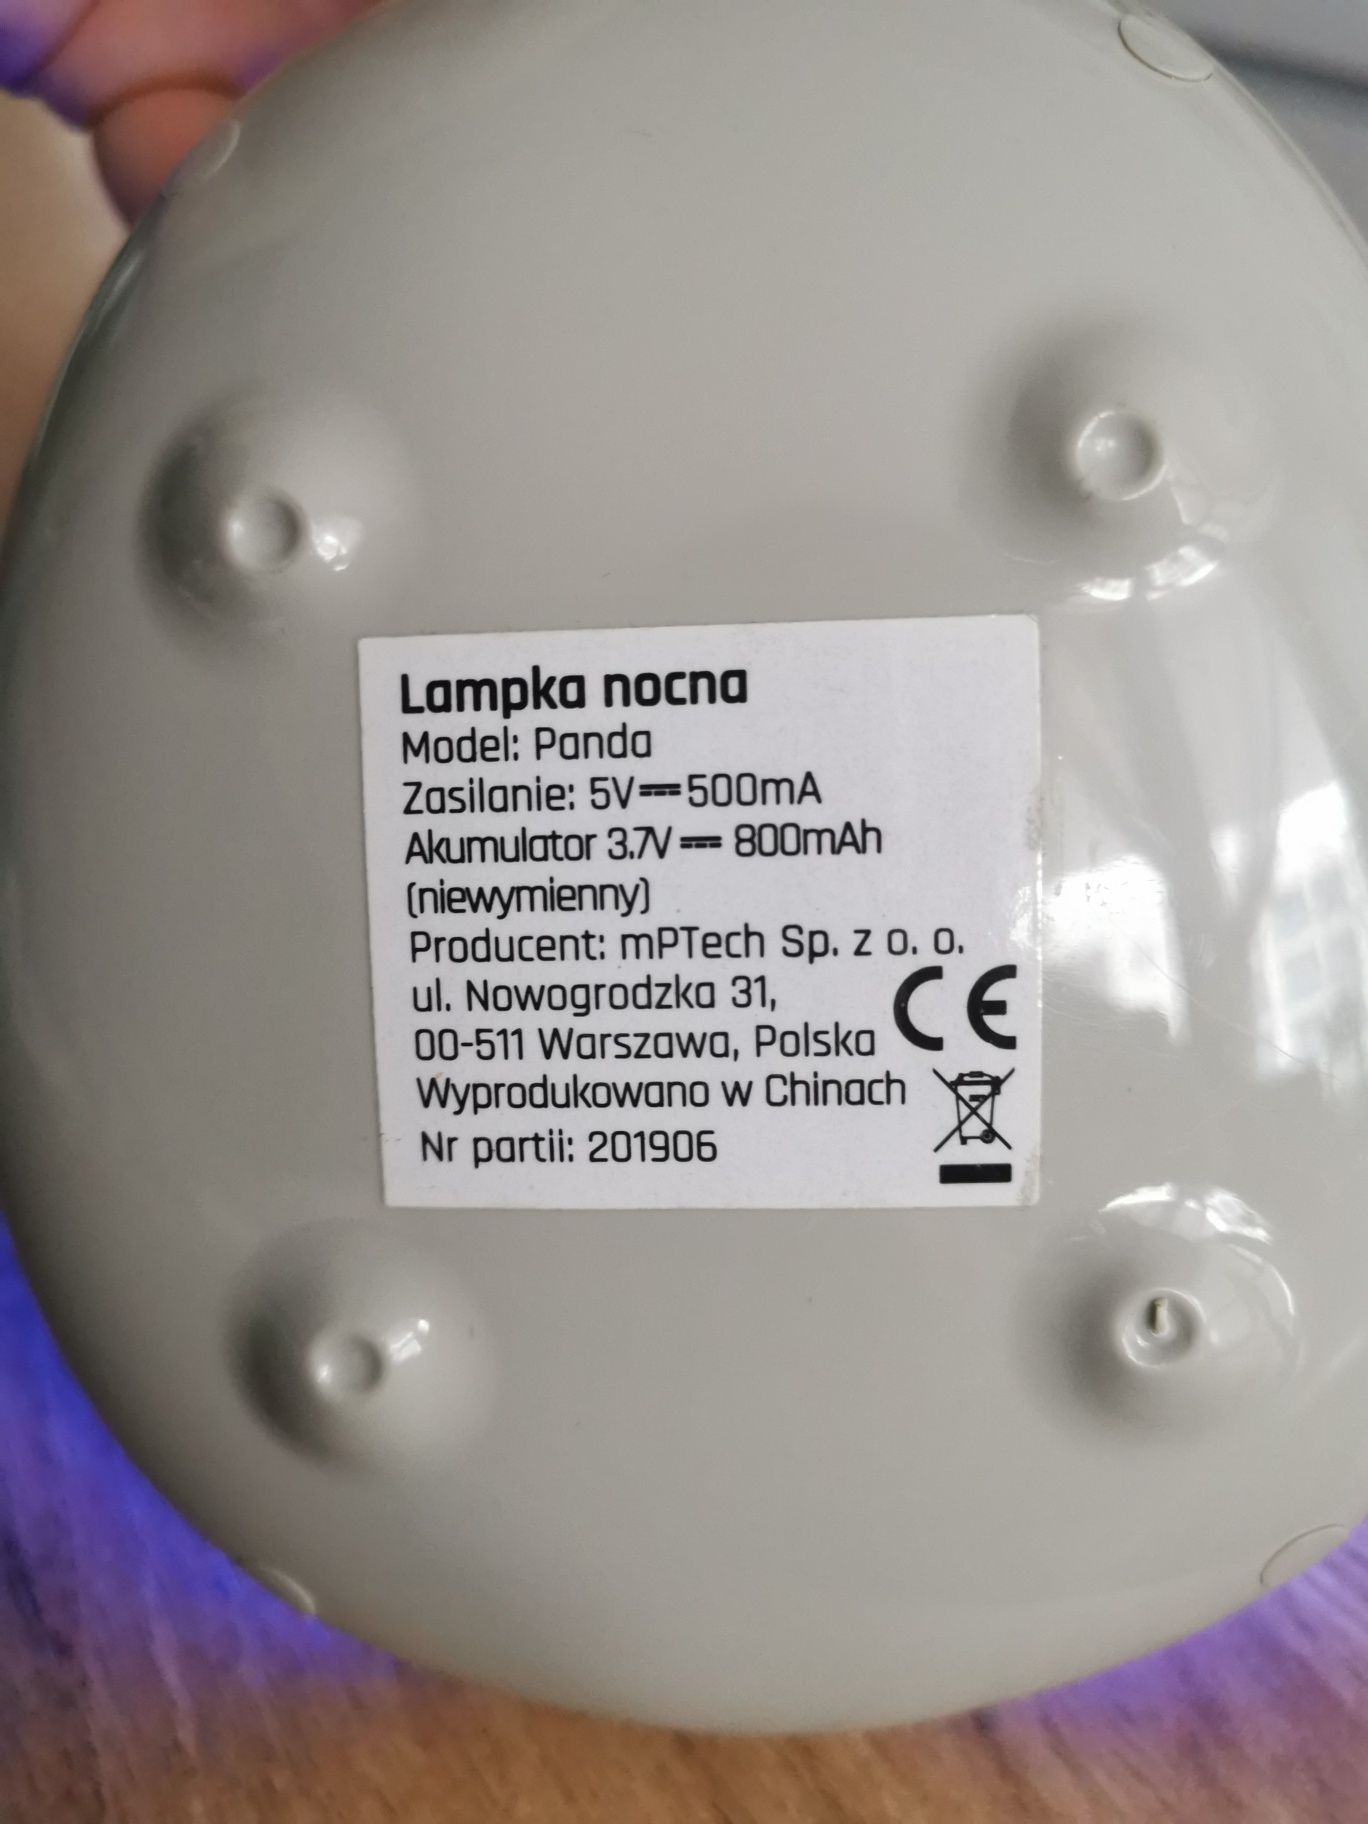 Lampka nocna
Model: Panda
Zasilanie: 5V⎓500mA
Akumulator 3.7V⎓ 800mAh
(niewymienny)
Producent: mPTech Sp. z o. o.
ul. Nowogrodzka 31,
00-511 Warszawa, Polska
CE
Wyprodukowano w Chinach
Nr partii: 201906